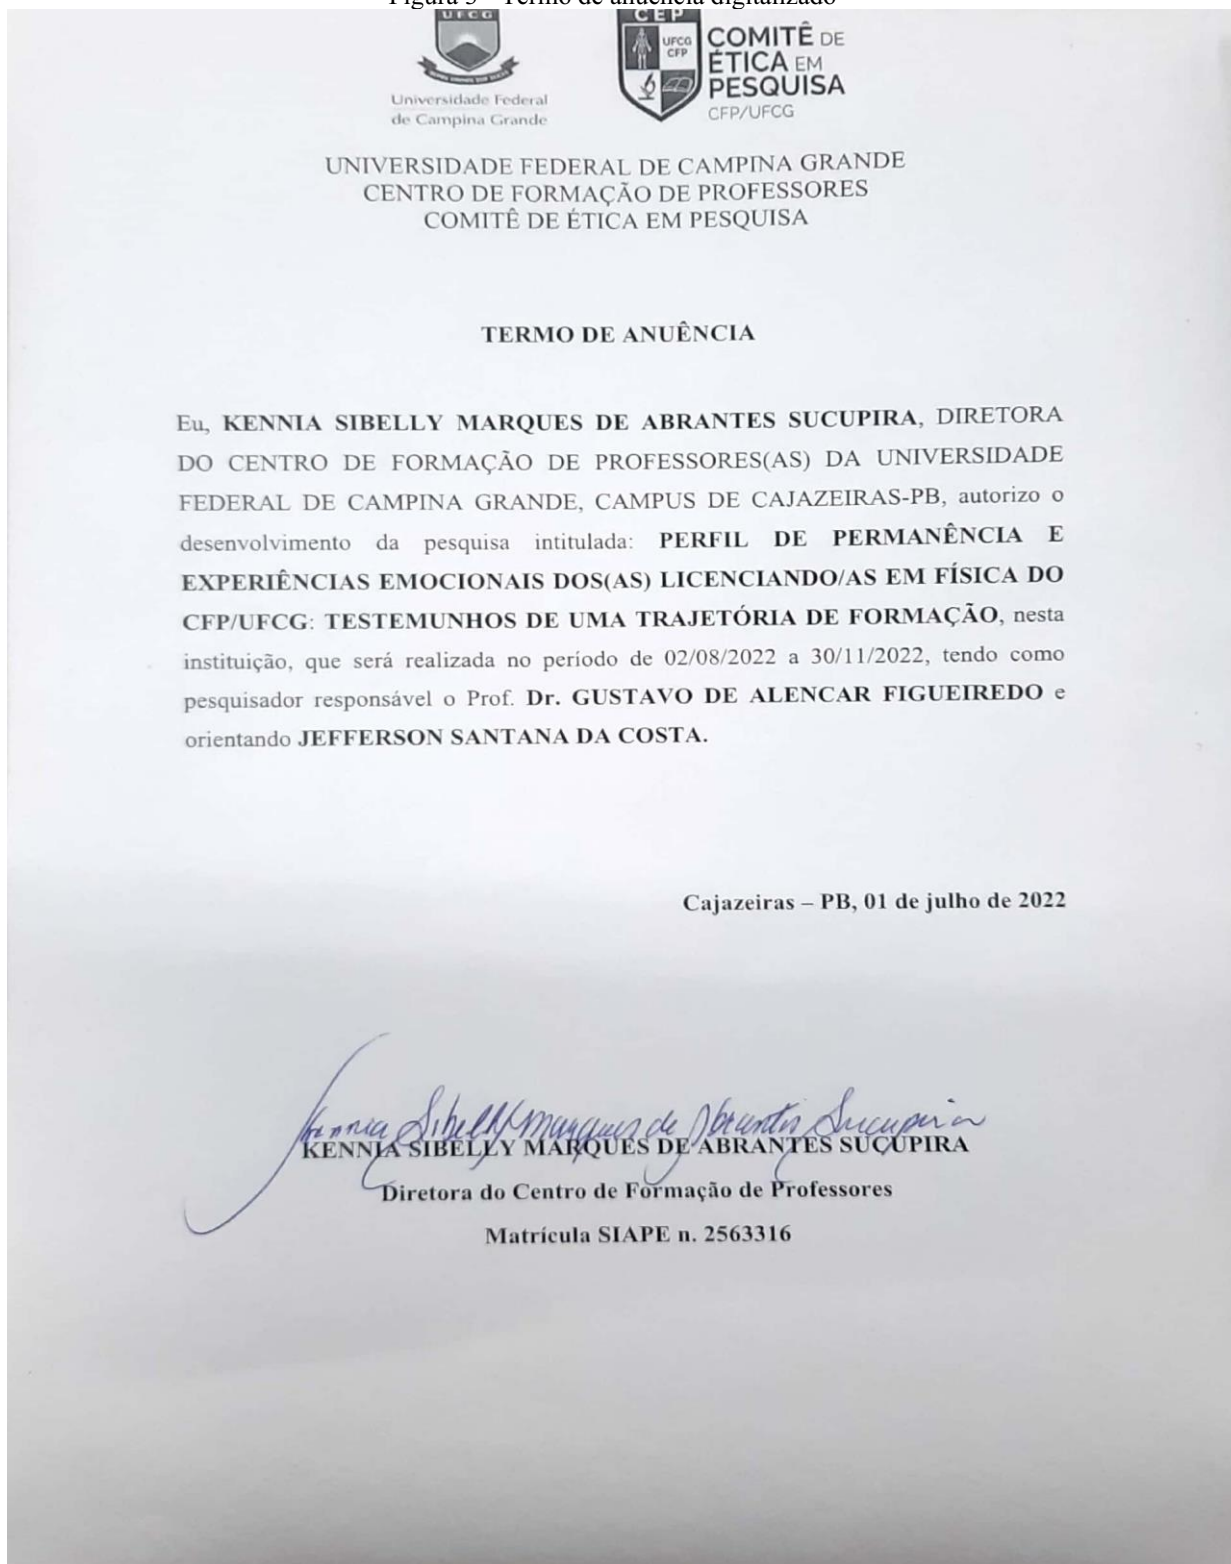 Figura 3 - Termo de anuência digitalizado
UFCG
Universidade Federal
de Campina Grande
CEP
UFCG
CFP
COMITÊ DE
ÉTICA EM
PESQUISA
CFP/UFCG
UNIVERSIDADE FEDERAL DE CAMPINA GRANDE
CENTRO DE FORMAÇÃO DE PROFESSORES
COMITÊ DE ÉTICA EM PESQUISA
TERMO DE ANUÊNCIA
Eu, KENNIA SIBELLY MARQUES DE ABRANTES SUCUPIRA, DIRETORA
DO CENTRO DE FORMAÇÃO DE PROFESSORES(AS) DA UNIVERSIDADE
FEDERAL DE CAMPINA GRANDE, CAMPUS DE CAJAZEIRAS-PB, autorizo o
desenvolvimento da pesquisa intitulada: PERFIL DE PERMANÊNCIA E
EXPERIÊNCIAS EMOCIONAIS DOS(AS) LICENCIANDO/AS EM FÍSICA DO
CFP/UFCG: TESTEMUNHOS DE UMA TRAJETÓRIA DE FORMAÇÃO, nesta
instituição, que será realizada no período de 02/08/2022 a 30/11/2022, tendo como
pesquisador responsável o Prof. Dr. GUSTAVO DE ALENCAR FIGUEIREDO e
orientando JEFFERSON SANTANA DA COSTA.
Cajazeiras – PB, 01 de julho de 2022
Kennia Sibelly Marques de Abrantes Sucupira
KENNIA SIBELLY MARQUES DE ABRANTES SUCUPIRA
Diretora do Centro de Formação de Professores
Matrícula SIAPE n. 2563316